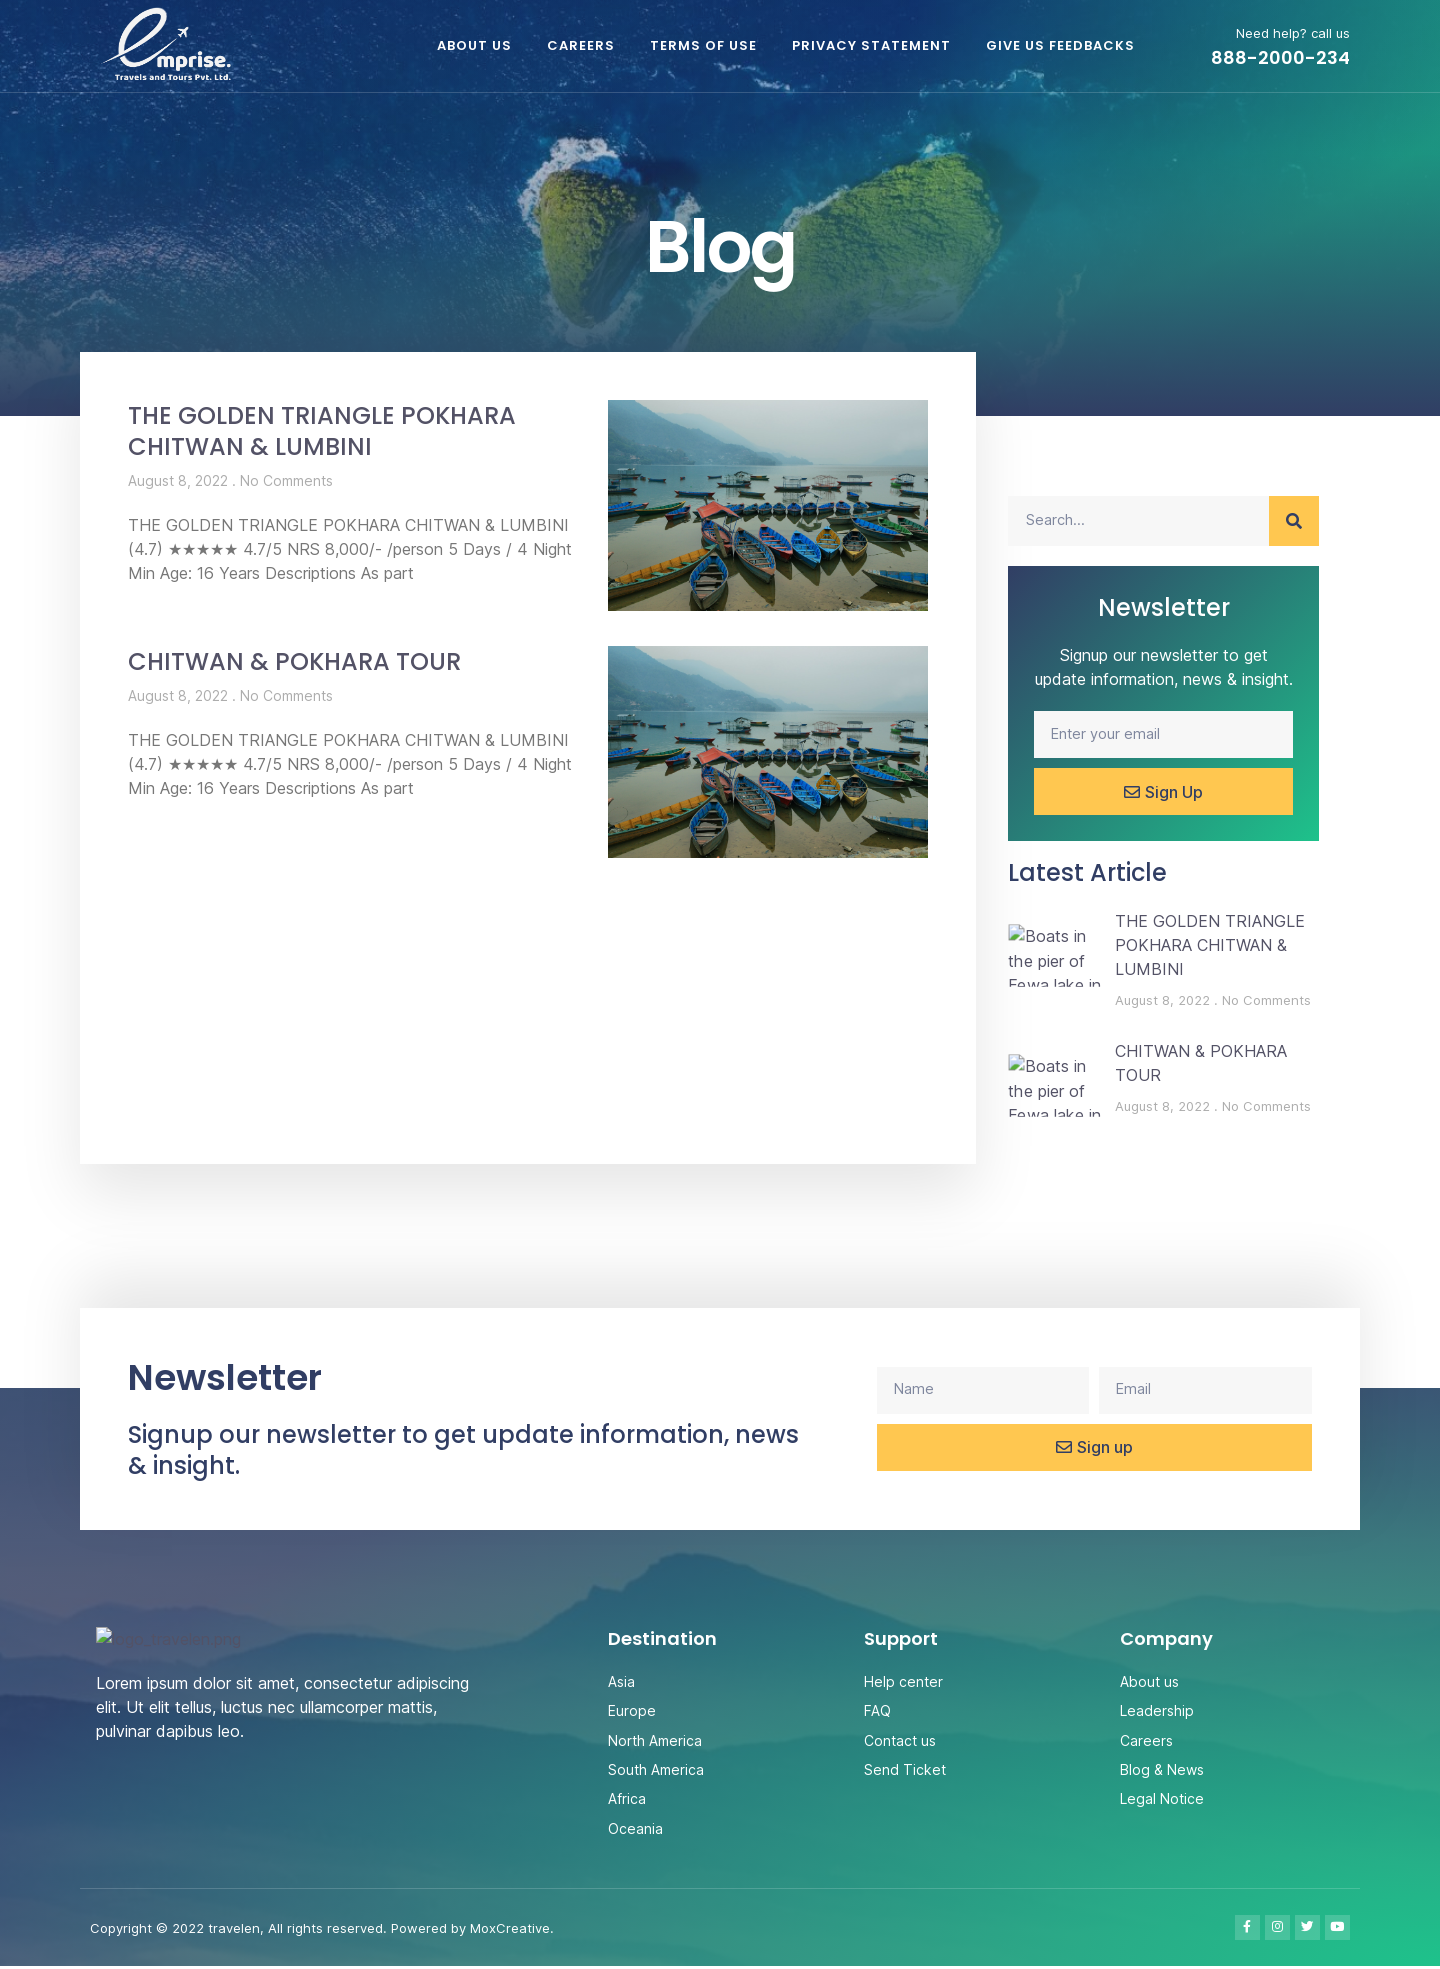 emprise.
Travels and Tours Pvt. Ltd.
ABOUT US
CAREERS
TERMS OF USE
PRIVACY STATEMENT
GIVE US FEEDBACKS
Need help? call us
888-2000-234
Blog
THE GOLDEN TRIANGLE POKHARA
CHITWAN & LUMBINI
August 8, 2022 . No Comments
THE GOLDEN TRIANGLE POKHARA CHITWAN & LUMBINI
(4.7) ★★★★★ 4.7/5 NRS 8,000/- /person 5 Days / 4 Night
Min Age: 16 Years Descriptions As part
CHITWAN & POKHARA TOUR
August 8, 2022 . No Comments
THE GOLDEN TRIANGLE POKHARA CHITWAN & LUMBINI
(4.7) ★★★★★ 4.7/5 NRS 8,000/- /person 5 Days / 4 Night
Min Age: 16 Years Descriptions As part
Search...
Newsletter
Signup our newsletter to get
update information, news & insight.
Enter your email
Sign Up
Latest Article
Boats in
the pier of
Fewa lake in
THE GOLDEN TRIANGLE
POKHARA CHITWAN &
LUMBINI
August 8, 2022 . No Comments
Boats in
the pier of
Fewa lake in
CHITWAN & POKHARA
TOUR
August 8, 2022 . No Comments
Newsletter
Signup our newsletter to get update information, news
& insight.
Name
Email
Sign up
Lorem ipsum dolor sit amet, consectetur adipiscing
elit. Ut elit tellus, luctus nec ullamcorper mattis,
pulvinar dapibus leo.
Destination
Asia
Europe
North America
South America
Africa
Oceania
Support
Help center
FAQ
Contact us
Send Ticket
Company
About us
Leadership
Careers
Blog & News
Legal Notice
Copyright © 2022 travelen, All rights reserved. Powered by MoxCreative.